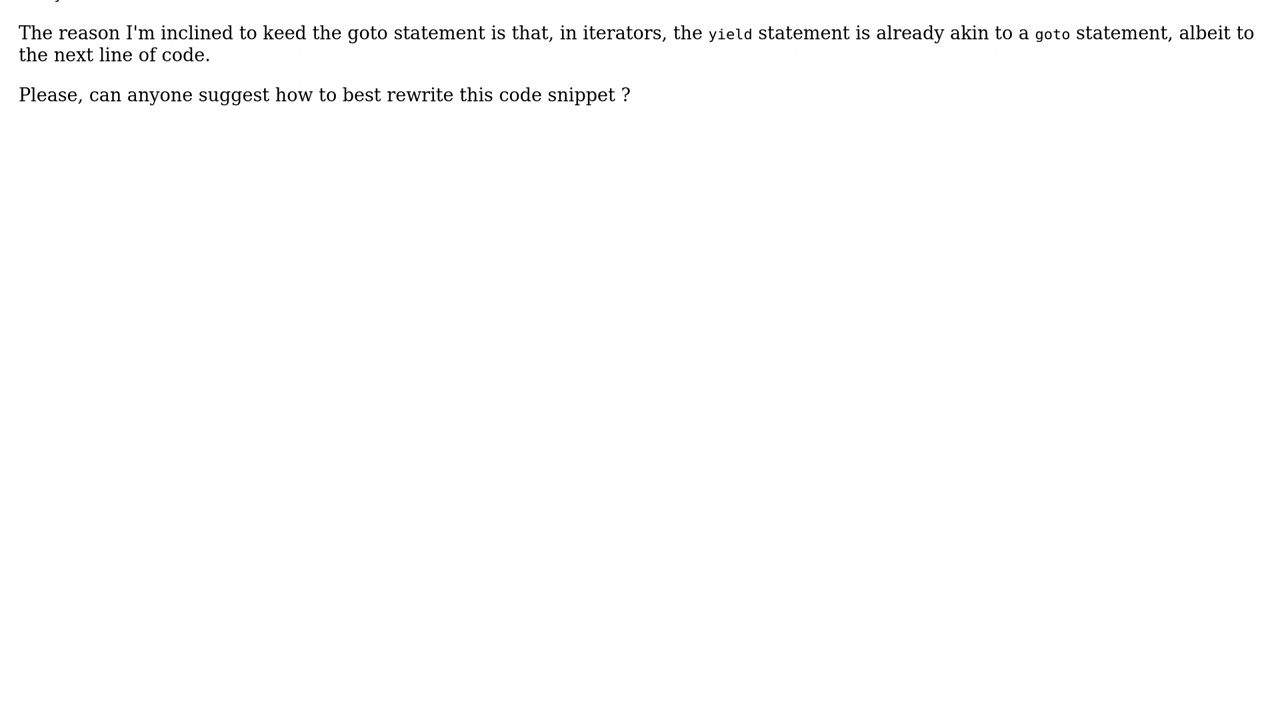 The reason I'm inclined to keed the goto statement is that, in iterators, the yield statement is already akin to a goto statement, albeit to
the next line of code.
Please, can anyone suggest how to best rewrite this code snippet ?